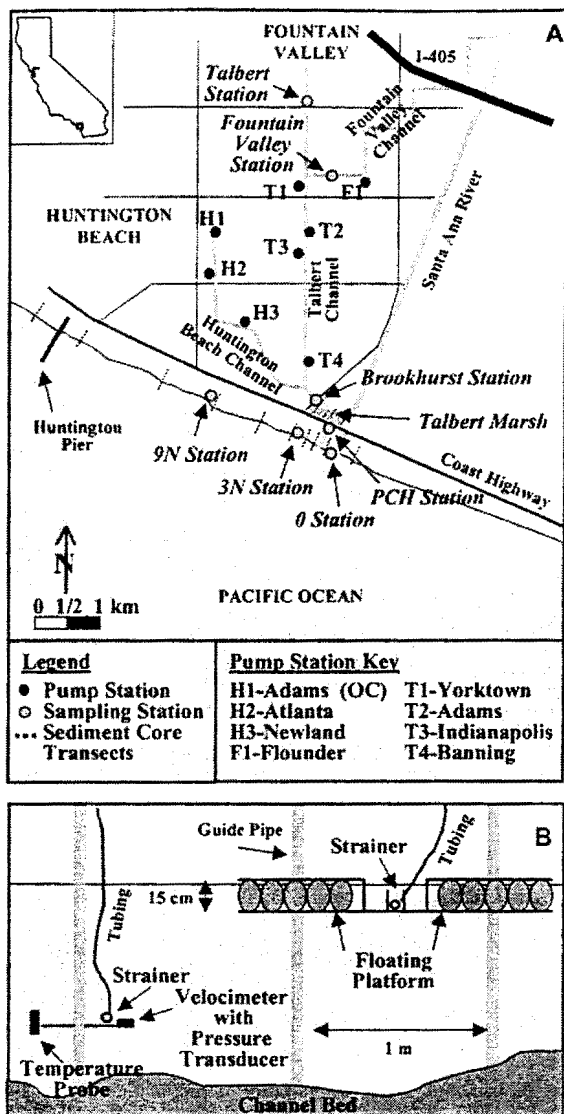 A
FOUNTAIN
VALLEY
I-405
Talbert
Station
Fountain
Valley
Station
Fountain
Valley
Channel
T1
F1
Santa Ann River
HUNTINGTON
BEACH
H1
T2
T3
H2
Talbert
Channel
H3
Huntington
Beach Channel
T4
Brookhurst Station
Talbert Marsh
Huntingtou
Pier
9N Station
3N Station
PCH Station
0 Station
Coast Highway
N
0 1/2 1 km
PACIFIC OCEAN
Legend
Pump Station
Sampling Station
Sediment Core
Transects
Pump Station Key
H1-Adams (OC)
H2-Atlanta
H3-Newland
F1-Flounder
T1-Yorktown
T2-Adams
T3-Indianapolis
T4-Banning
B
Guide Pipe
Strainer
Tubing
15 cm
Tubing
Floating
Platform
Strainer
Velocimeter
with
Pressure
Transducer
1 m
Temperature
Probe
Channel Bed